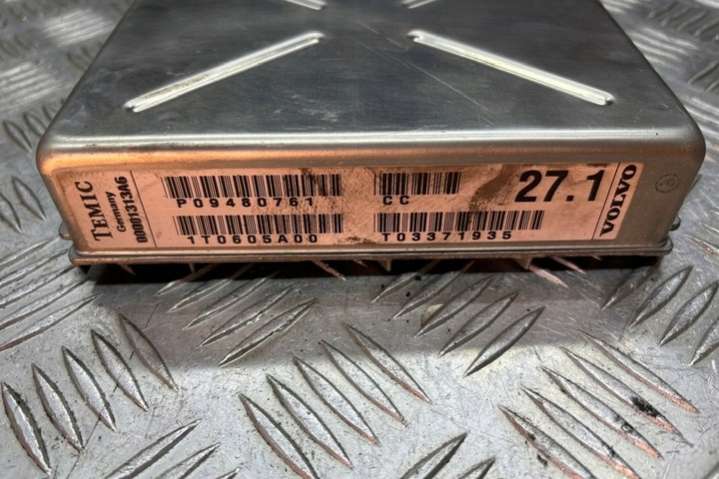 TEMIC
Germany
00001313A6
P09480761
CC
27.1
VOLVO
1T0605A00
T03371935